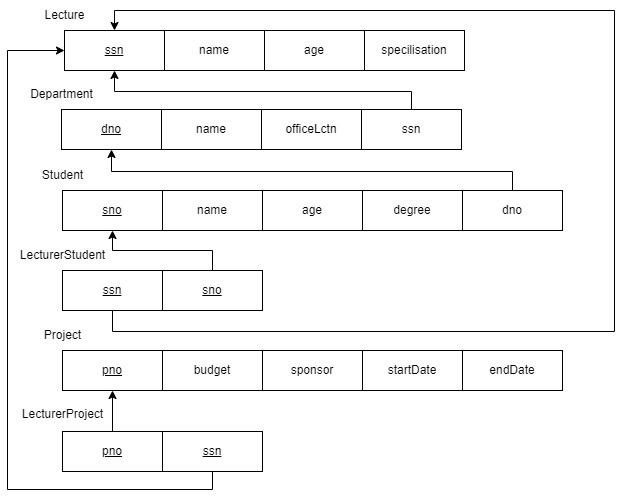 Lecture
ssn name age specilisation
Department
dno name officeLctn ssn
Student
sno name age degree dno
LecturerStudent
ssn sno
Project
pno budget sponsor startDate endDate
LecturerProject
pno ssn